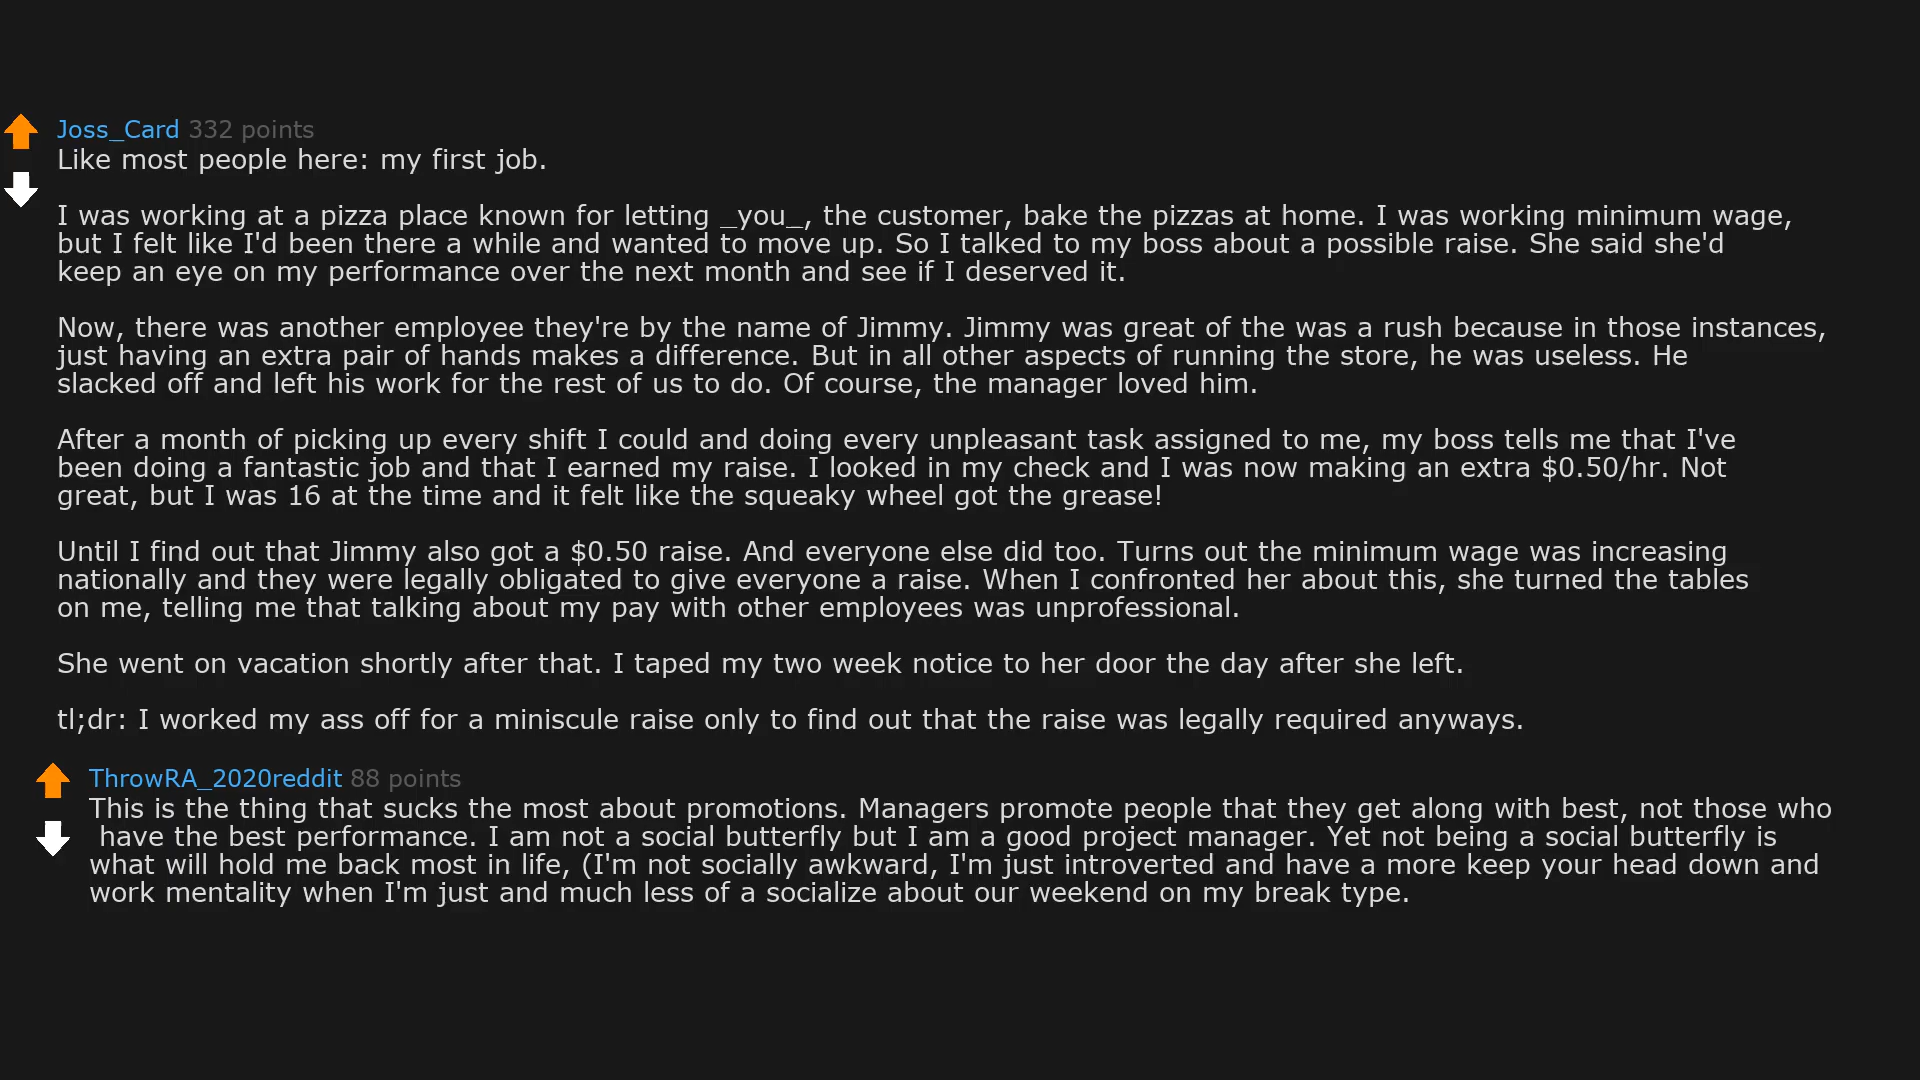 Joss_Card 332 points
Like most people here: my first job.
I was working at a pizza place known for letting _you_, the customer, bake the pizzas at home. I was working minimum wage,
but I felt like I'd been there a while and wanted to move up. So I talked to my boss about a possible raise. She said she'd
keep an eye on my performance over the next month and see if I deserved it.
Now, there was another employee they're by the name of Jimmy. Jimmy was great of the was a rush because in those instances,
just having an extra pair of hands makes a difference. But in all other aspects of running the store, he was useless. He
slacked off and left his work for the rest of us to do. Of course, the manager loved him.
After a month of picking up every shift I could and doing every unpleasant task assigned to me, my boss tells me that I've
been doing a fantastic job and that I earned my raise. I looked in my check and I was now making an extra $0.50/hr. Not
great, but I was 16 at the time and it felt like the squeaky wheel got the grease!
Until I find out that Jimmy also got a $0.50 raise. And everyone else did too. Turns out the minimum wage was increasing
nationally and they were legally obligated to give everyone a raise. When I confronted her about this, she turned the tables
on me, telling me that talking about my pay with other employees was unprofessional.
She went on vacation shortly after that. I taped my two week notice to her door the day after she left.
tl;dr: I worked my ass off for a miniscule raise only to find out that the raise was legally required anyways.
ThrowRA_2020reddit 88 points
This is the thing that sucks the most about promotions. Managers promote people that they get along with best, not those who
have the best performance. I am not a social butterfly but I am a good project manager. Yet not being a social butterfly is
what will hold me back most in life, (I'm not socially awkward, I'm just introverted and have a more keep your head down and
work mentality when I'm just and much less of a socialize about our weekend on my break type.